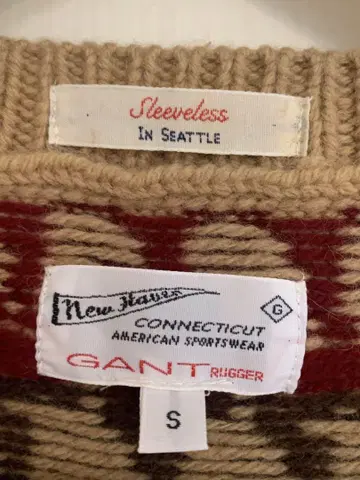 Sleeveless
IN SEATTLE
New Haven
G
CONNECTICUT
AMERICAN SPORTSWEAR
GANT RUGGER
S